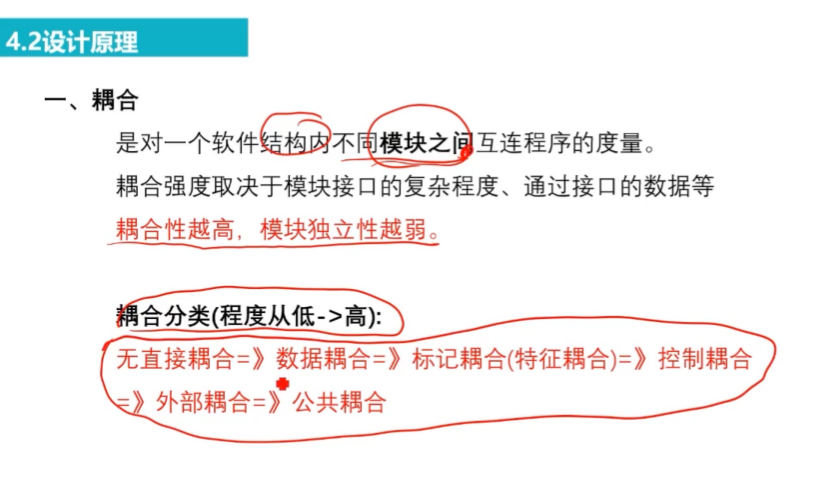 4.2设计原理
一、耦合
是对一个软件结构内不同模块之间互连程序的度量。
耦合强度取决于模块接口的复杂程度、通过接口的数据等
耦合性越高，模块独立性越弱。
耦合分类(程度从低->高):
无直接耦合=》数据耦合=》标记耦合(特征耦合)=》控制耦合
=》外部耦合=》公共耦合